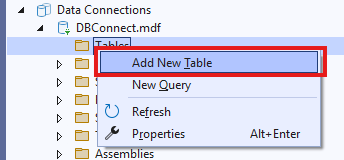 Data Connections
DBConnect.mdf
Tables
Add New Table
New Query
Refresh
Properties Alt+Enter
Assemblies